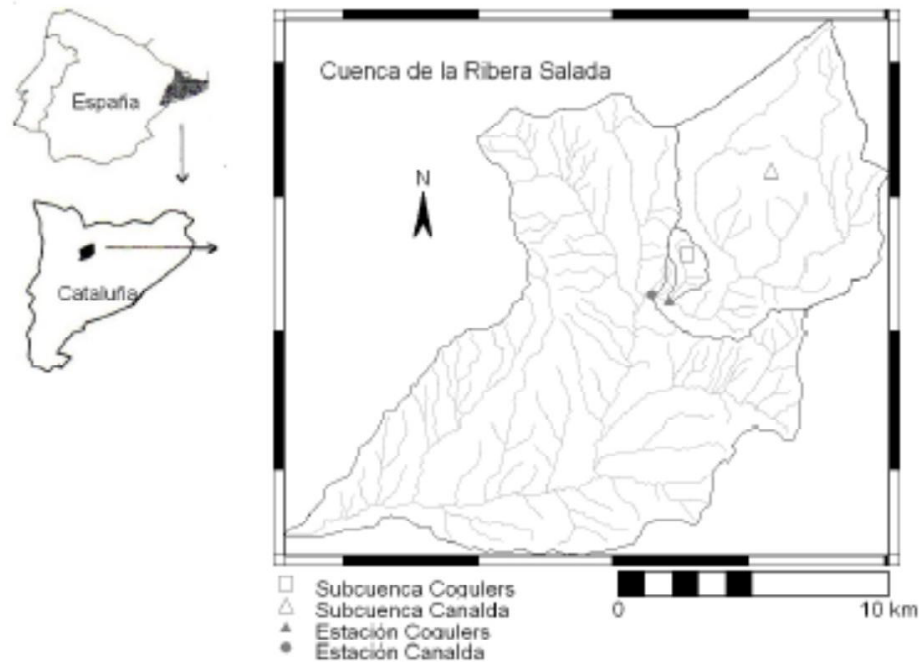 España
Cataluña
Cuenca de la Ribera Salada
N
Subcuenca Cogulers
Subcuenca Canalda
Estación Cogulers
Estación Canalda
0 10 km